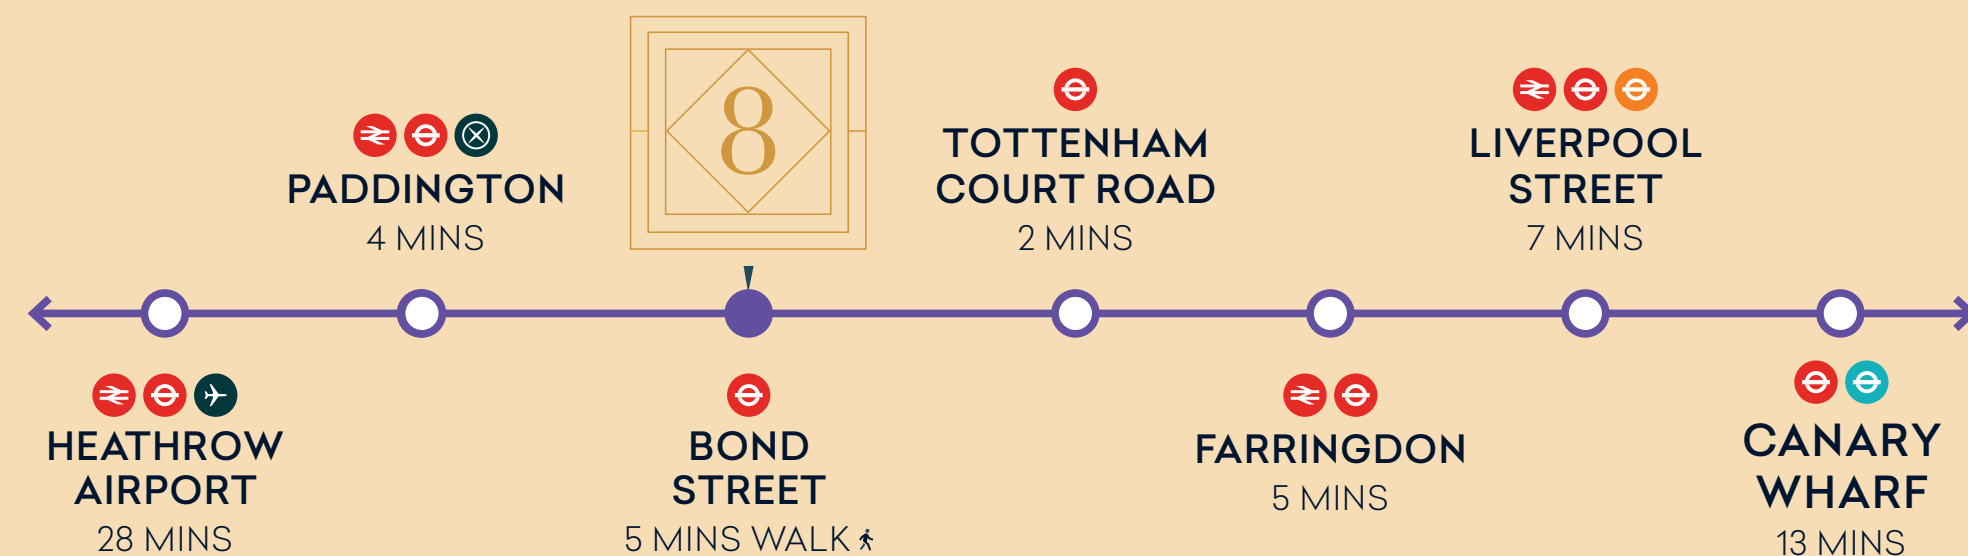 HEATHROW
AIRPORT
28 MINS
PADDINGTON
4 MINS
8
BOND
STREET
5 MINS WALK
TOTTENHAM
COURT ROAD
2 MINS
FARRINGDON
5 MINS
LIVERPOOL
STREET
7 MINS
CANARY
WHARF
13 MINS